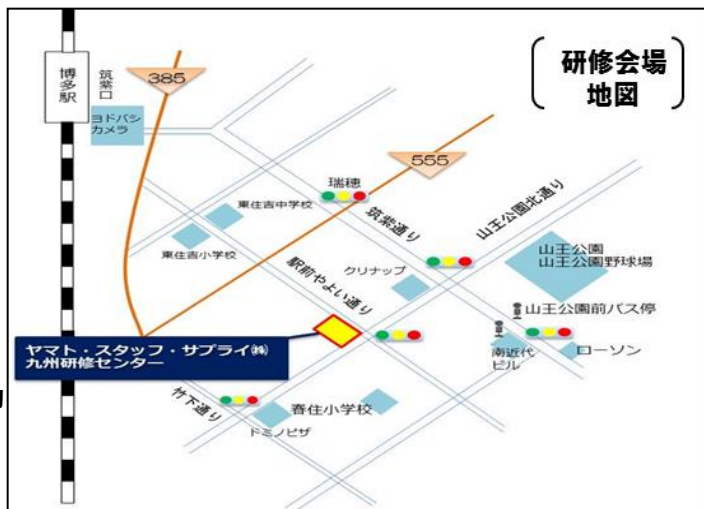 研修会場
地図
博多駅
筑紫口
ヨドバシ
カメラ
385
555
瑞穂
東住吉中学校
筑紫通り
山王公園北通り
東住吉小学校
駅前やよい通り
クリナップ
山王公園
山王公園野球場
山王公園前バス停
ヤマト・スタッフ・サプライ㈱
九州研修センター
南近代
ビル
ローソン
竹下通り
春住小学校
ドミノピザ